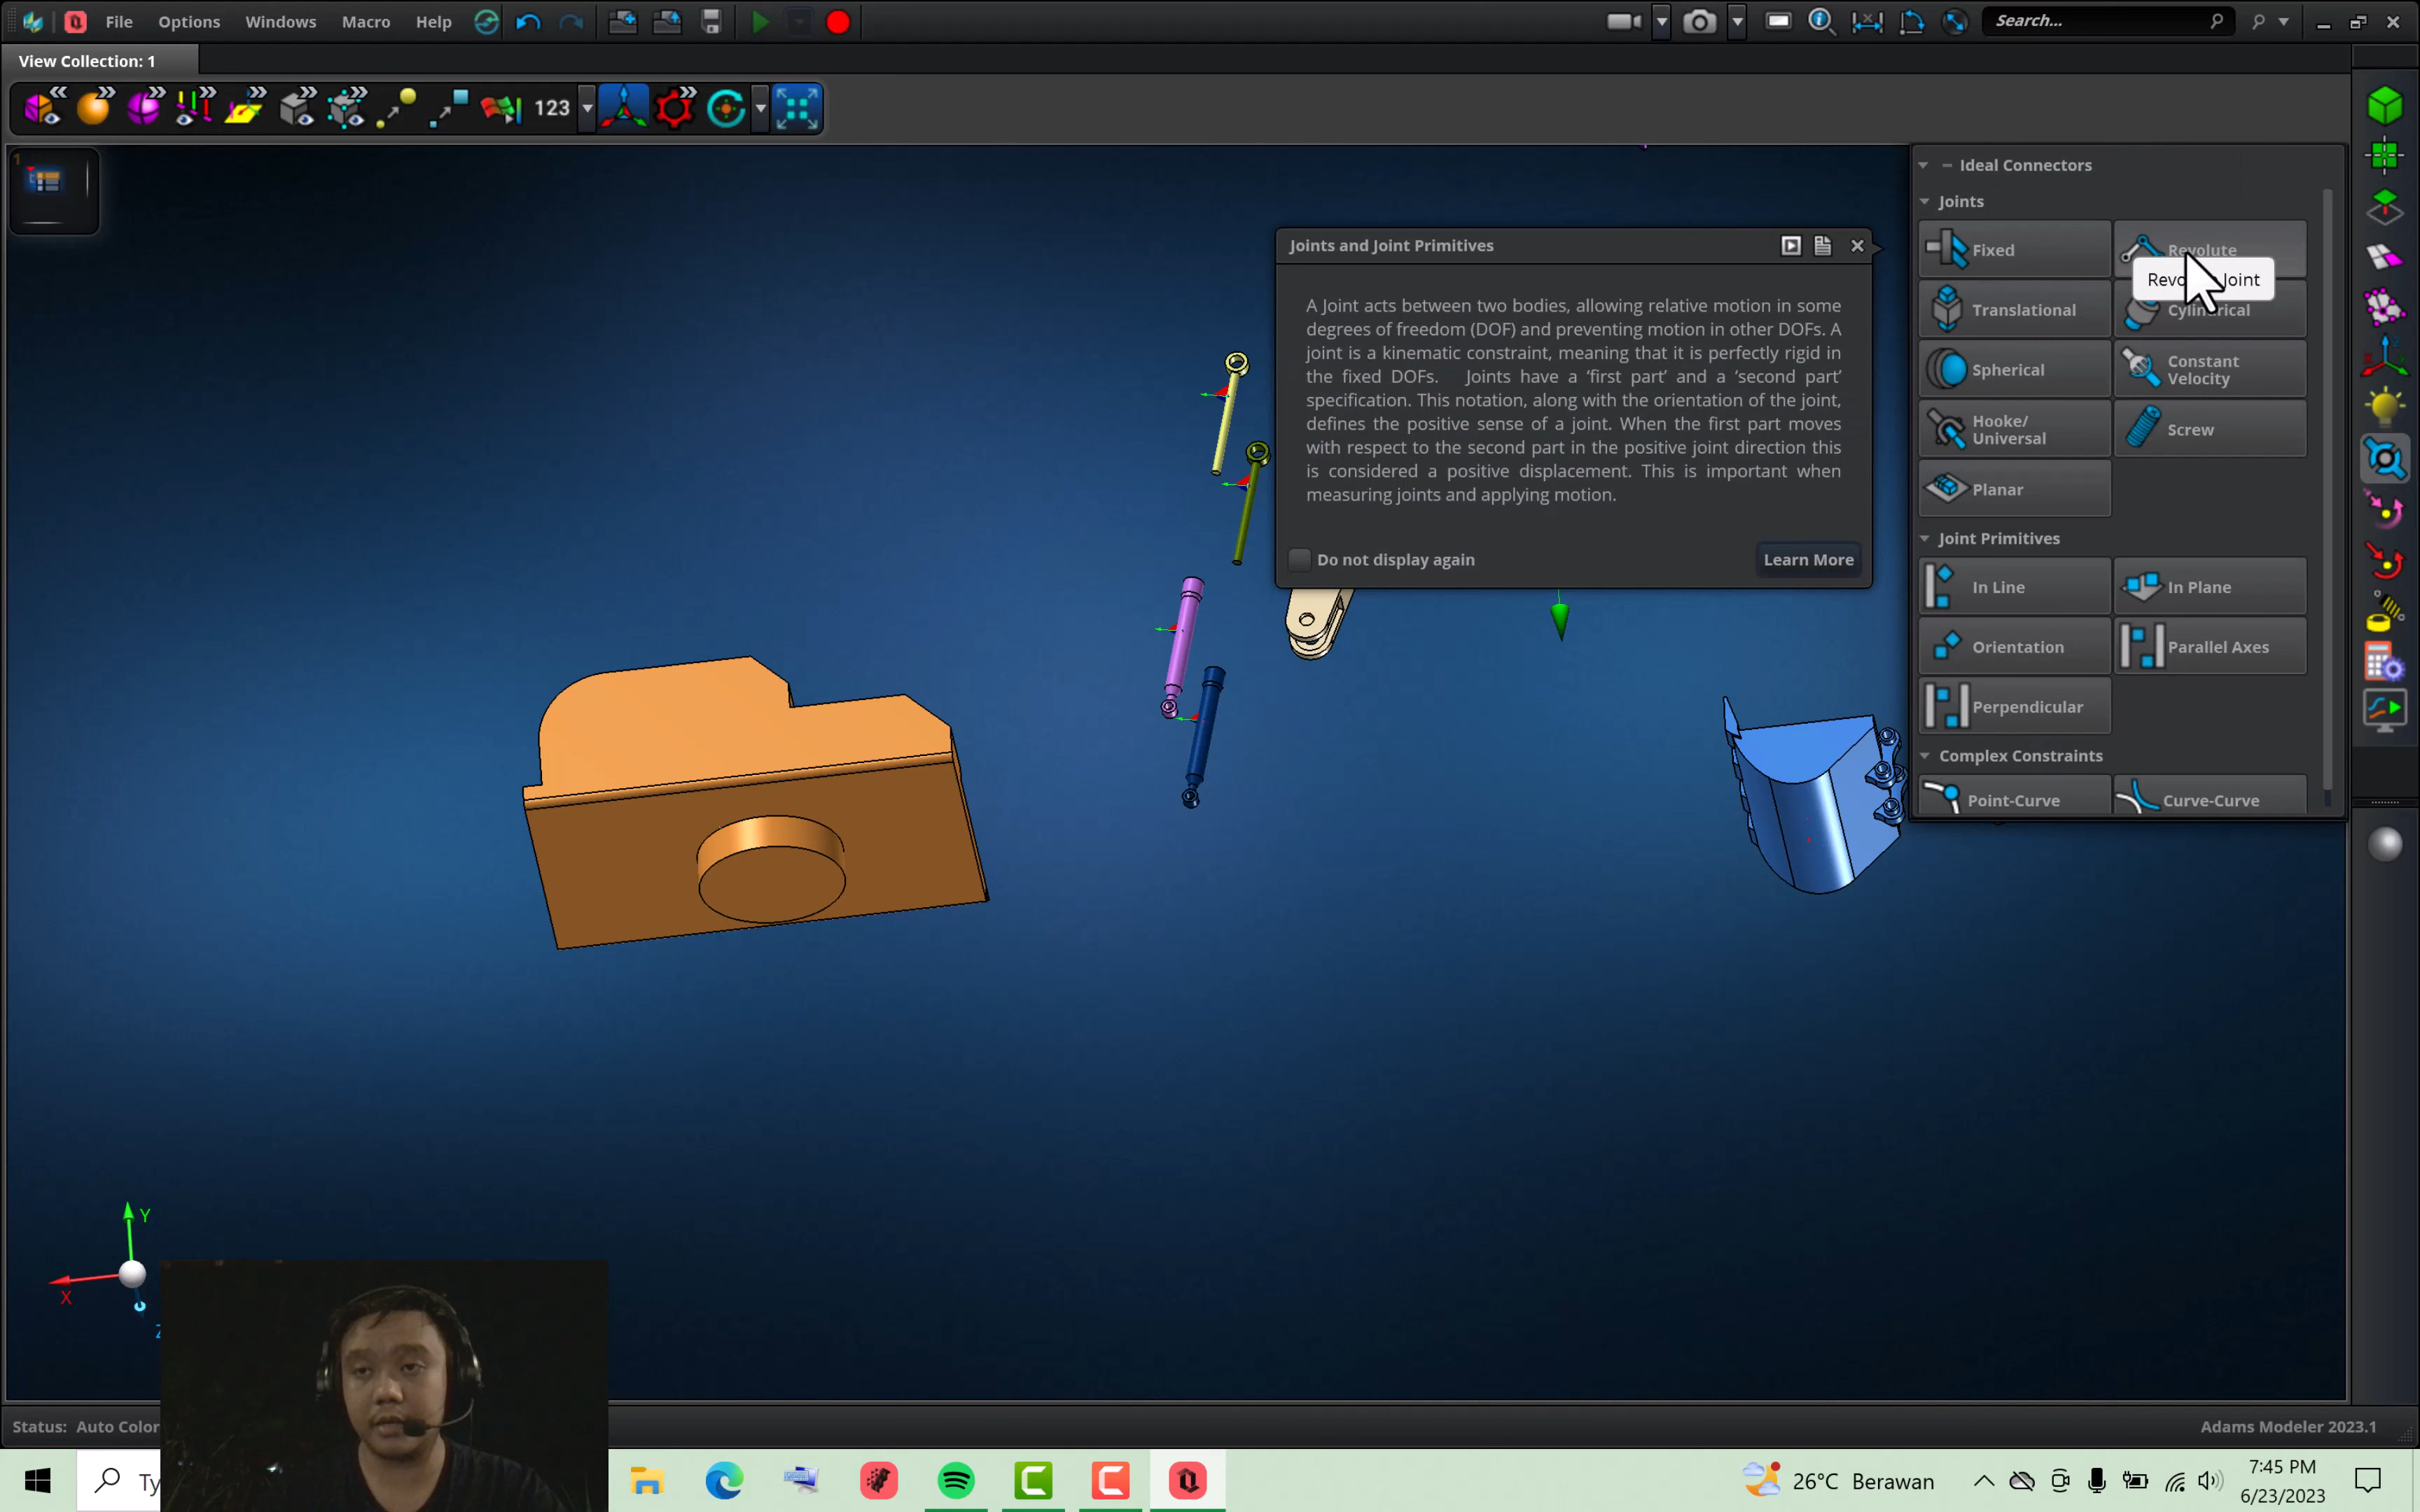 File Options Windows Macro Help Search...
View Collection: 1
123
1
Ideal Connectors
Joints
Fixed
Revolute
Revo Joint
Translational
Cylindrical
Spherical
Constant
Velocity
Hooke/
Universal
Screw
Planar
Joint Primitives
In Line
In Plane
Orientation
Parallel Axes
Perpendicular
Complex Constraints
Point-Curve
Curve-Curve
Joints and Joint Primitives
A Joint acts between two bodies, allowing relative motion in some
degrees of freedom (DOF) and preventing motion in other DOFs. A
joint is a kinematic constraint, meaning that it is perfectly rigid in
the fixed DOFs. Joints have a ‘first part’ and a ‘second part’
specification. This notation, along with the orientation of the joint,
defines the positive sense of a joint. When the first part moves
with respect to the second part in the positive joint direction this
is considered a positive displacement. This is important when
measuring joints and applying motion.
Do not display again
Learn More
Y
X
Z
Status: Auto Color
Adams Modeler 2023.1
Ty
26°C Berawan
7:45 PM
6/23/2023